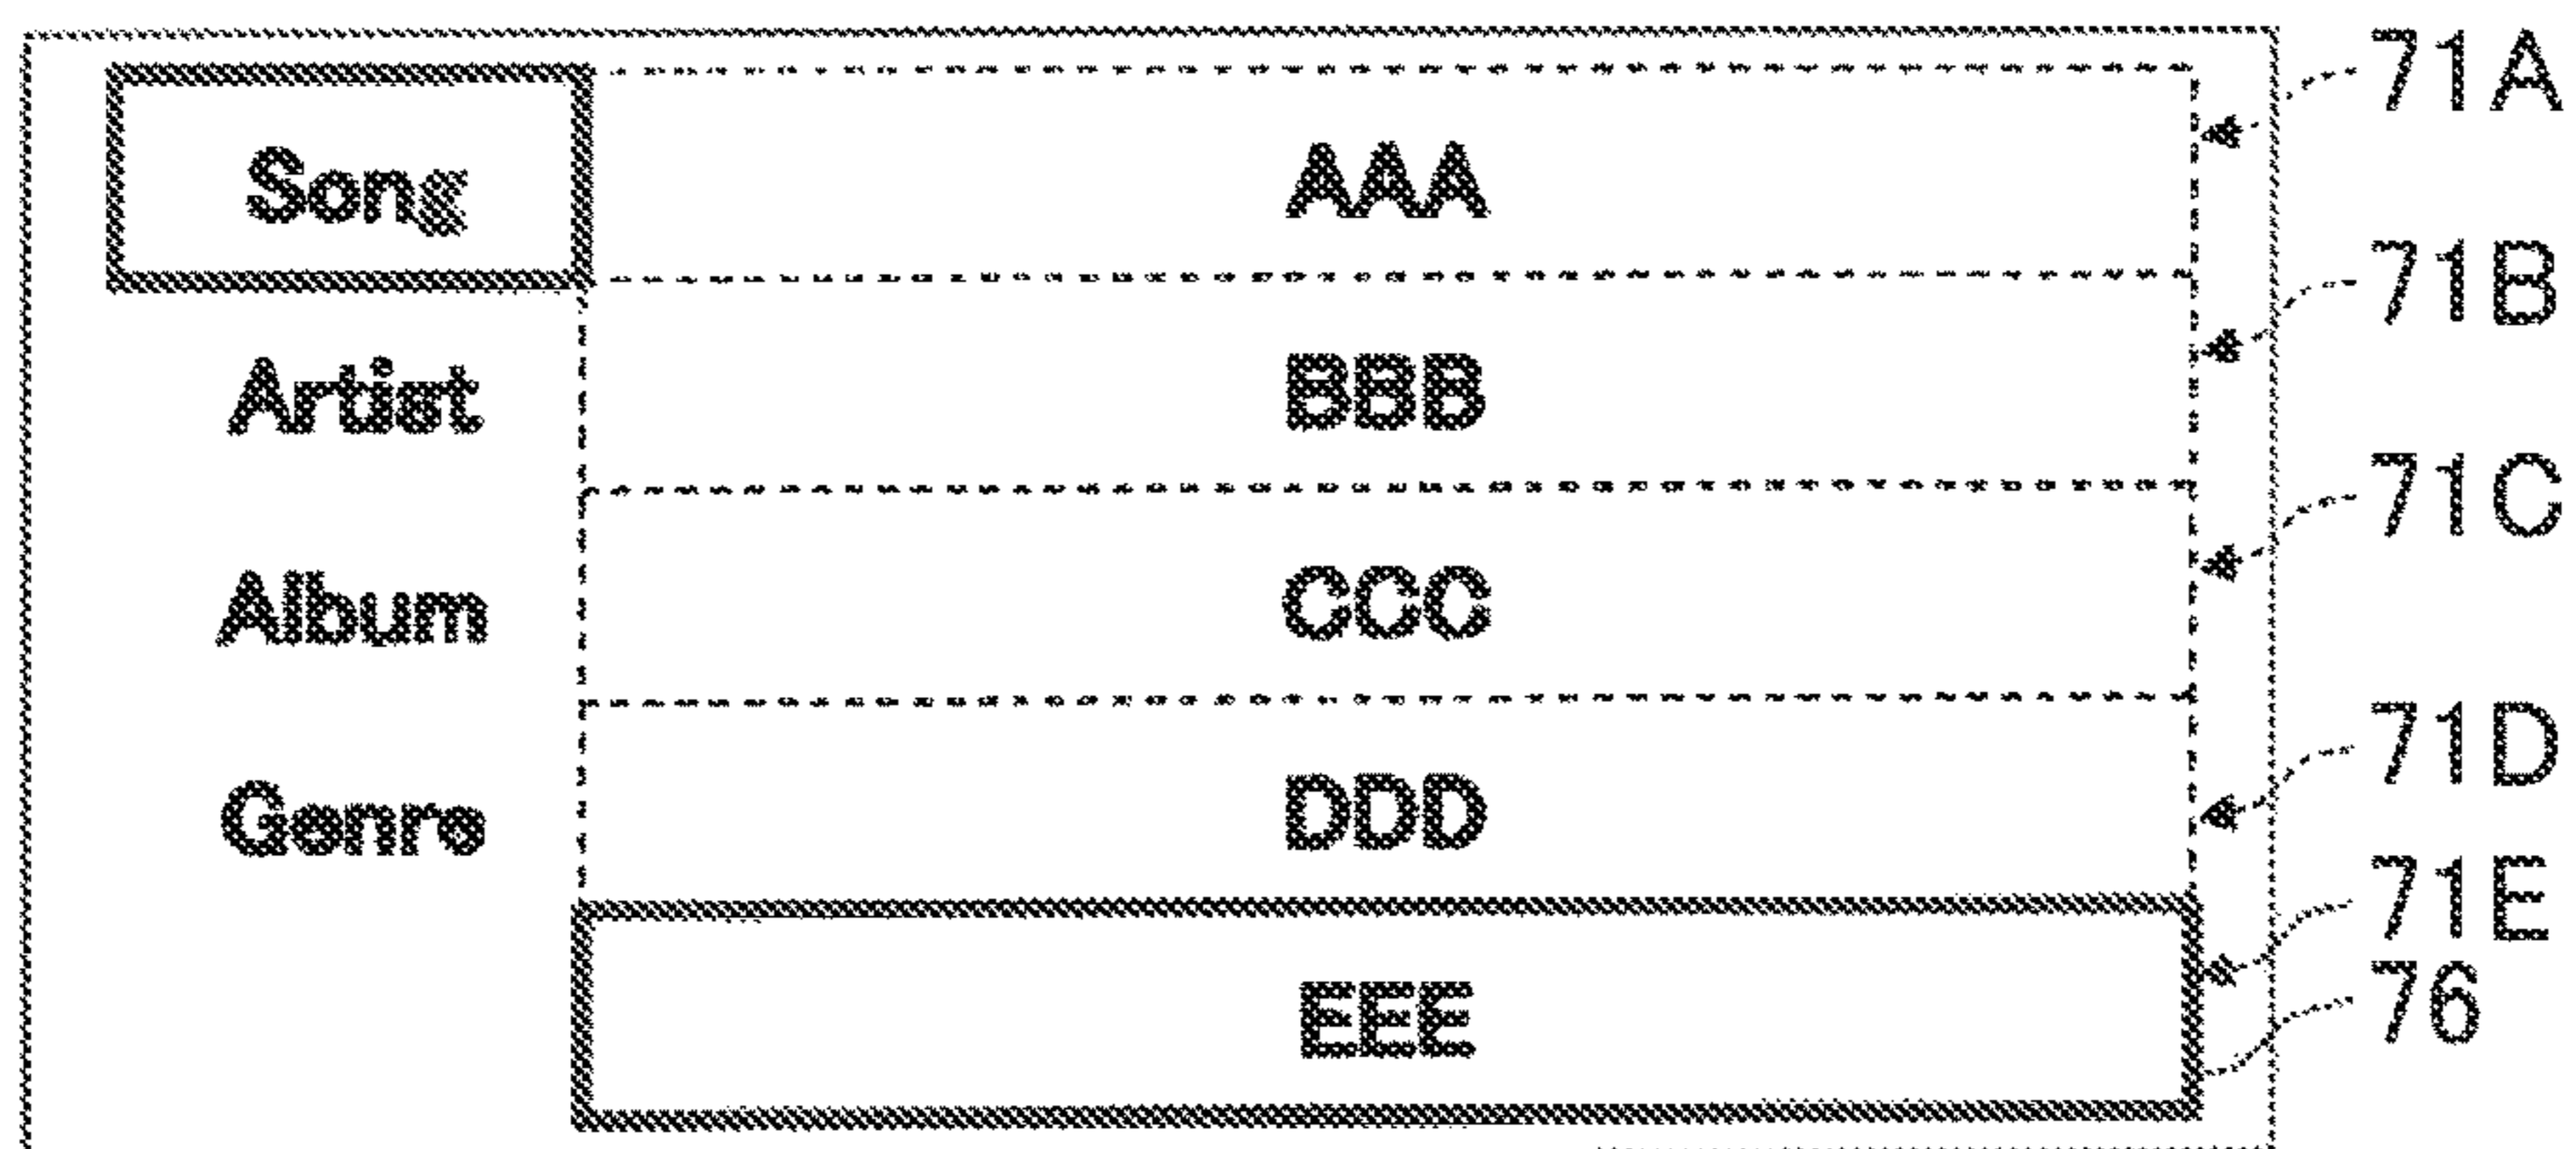 Song AAA 71A
Artist BBB 71B
Album CCC 71C
Genre DDD 71D
EEE 71E
76